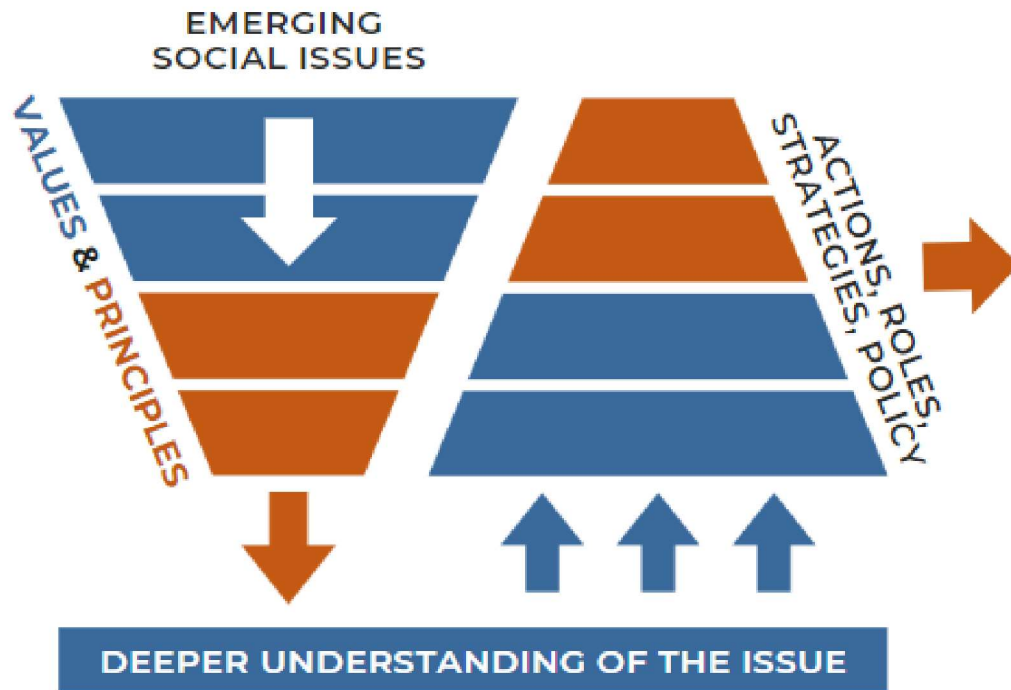 EMERGING
SOCIAL ISSUES
VALUES & PRINCIPLES
ACTIONS, ROLES,
STRATEGIES, POLICY
DEEPER UNDERSTANDING OF THE ISSUE